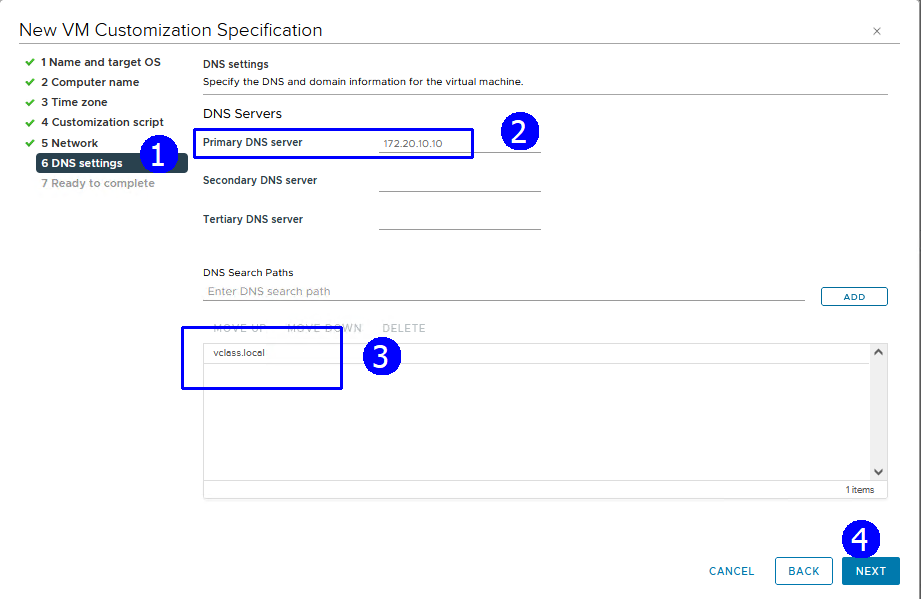 New VM Customization Specification
×
1 Name and target OS
2 Computer name
3 Time zone
4 Customization script
5 Network
1
6 DNS settings
7 Ready to complete
DNS settings
Specify the DNS and domain information for the virtual machine.
DNS Servers
2
Primary DNS server 172.20.10.10
Secondary DNS server
Tertiary DNS server
DNS Search Paths
Enter DNS search path
ADD
MOVE UP MOVE DOWN DELETE
vclass.local
3
1 items
4
CANCEL BACK NEXT